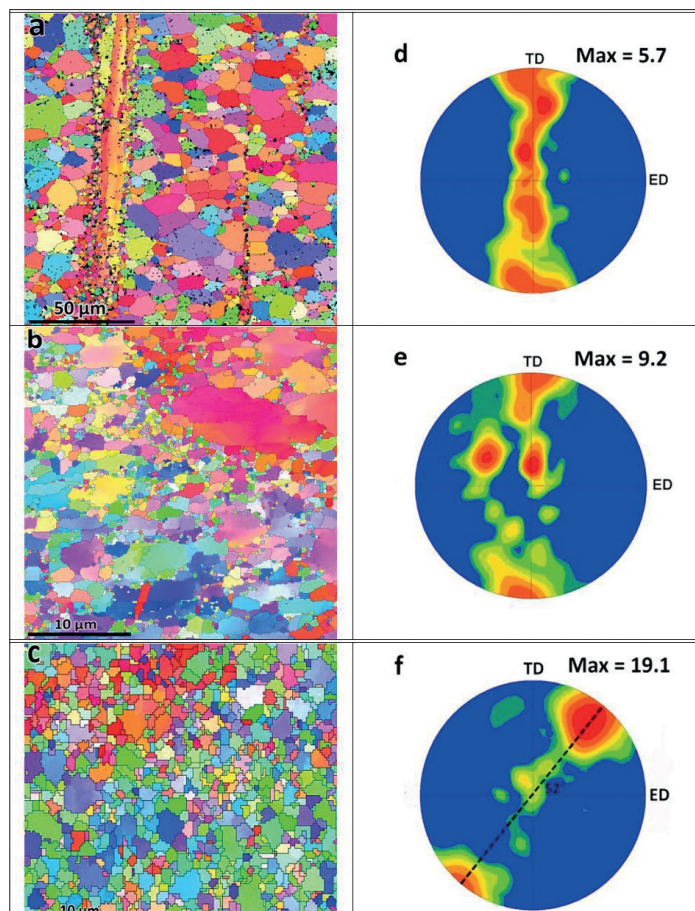 a
50 µm
d
TD
Max = 5.7
ED
b
10 µm
e
TD
Max = 9.2
ED
c
10 µm
f
TD
Max = 19.1
ED
52